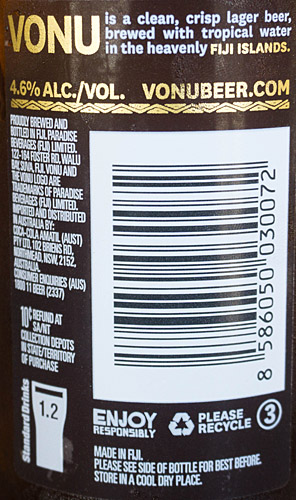 VONU
is a clean, crisp lager beer,
brewed with tropical water
in the heavenly FIJI ISLANDS.
4.6% ALC./VOL. VONUBEER.COM
PROUDLY BREWED AND
BOTTLED IN FIJI. PARADISE
BEVERAGES (FIJI) LIMITED.
122-164 FOSTER RD, WALU
BAY, SUVA, FIJI. VONU AND
THE VONU LIZARD ARE
TRADEMARKS OF PARADISE
BEVERAGES (FIJI) LIMITED.
IMPORTED AND DISTRIBUTED
IN AUSTRALIA BY:
COCA-COLA AMATIL (AUST)
PTY LTD, 102 BRIENS RD,
NORTHMEAD, NSW, 2152,
AUSTRALIA.
CONSUMER ENQUIRIES (AUS)
1800 11 BEER (2337)
10¢ REFUND AT
SA/NT
COLLECTION DEPOTS
IN STATE/TERRITORY
OF PURCHASE
1.2
Standard Drinks
8 586050 030072
ENJOY
RESPONSIBLY
PLEASE
RECYCLE
3
MADE IN FIJI.
PLEASE SEE SIDE OF BOTTLE FOR BEST BEFORE.
STORE IN A COOL DRY PLACE.